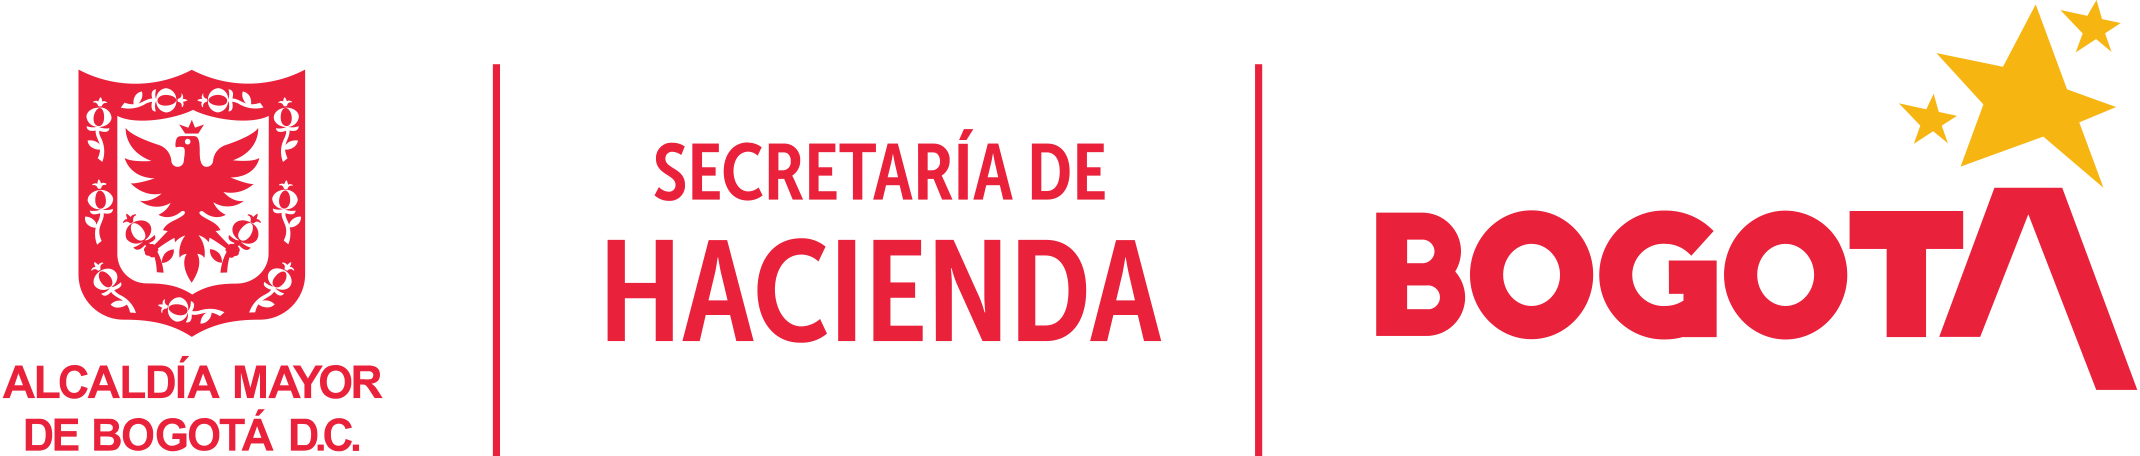 ALCALDÍA MAYOR
DE BOGOTÁ D.C.
SECRETARÍA DE
HACIENDA
BOGOTÁ